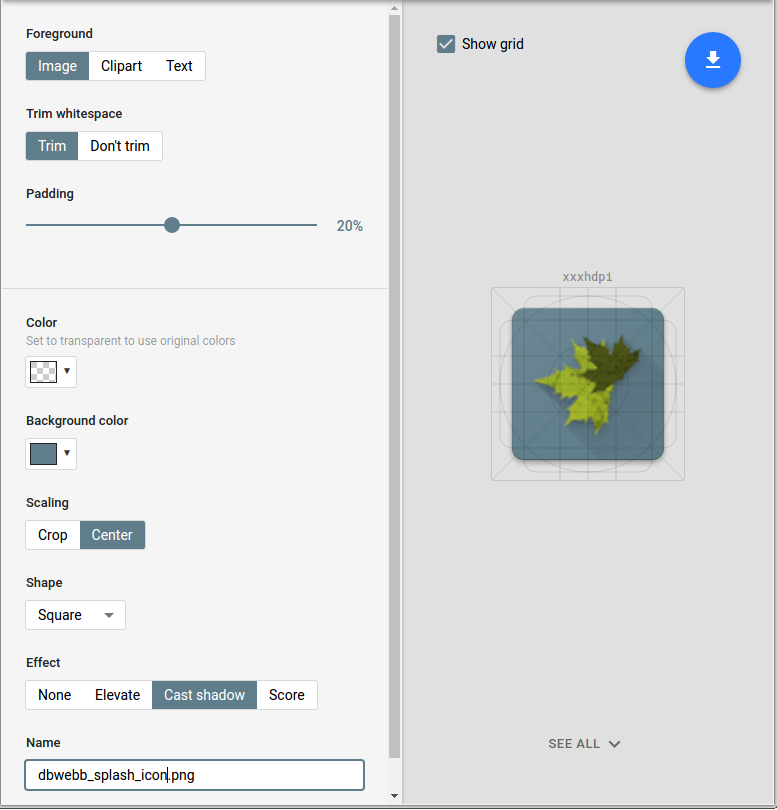 Foreground
Image Clipart Text
Trim whitespace
Trim Don't trim
Padding
20%
Color
Set to transparent to use original colors
Background color
Scaling
Crop Center
Shape
Square
Effect
None Elevate Cast shadow Score
Name
dbwebb_splash_icon.png
Show grid
xxxhdpi
SEE ALL